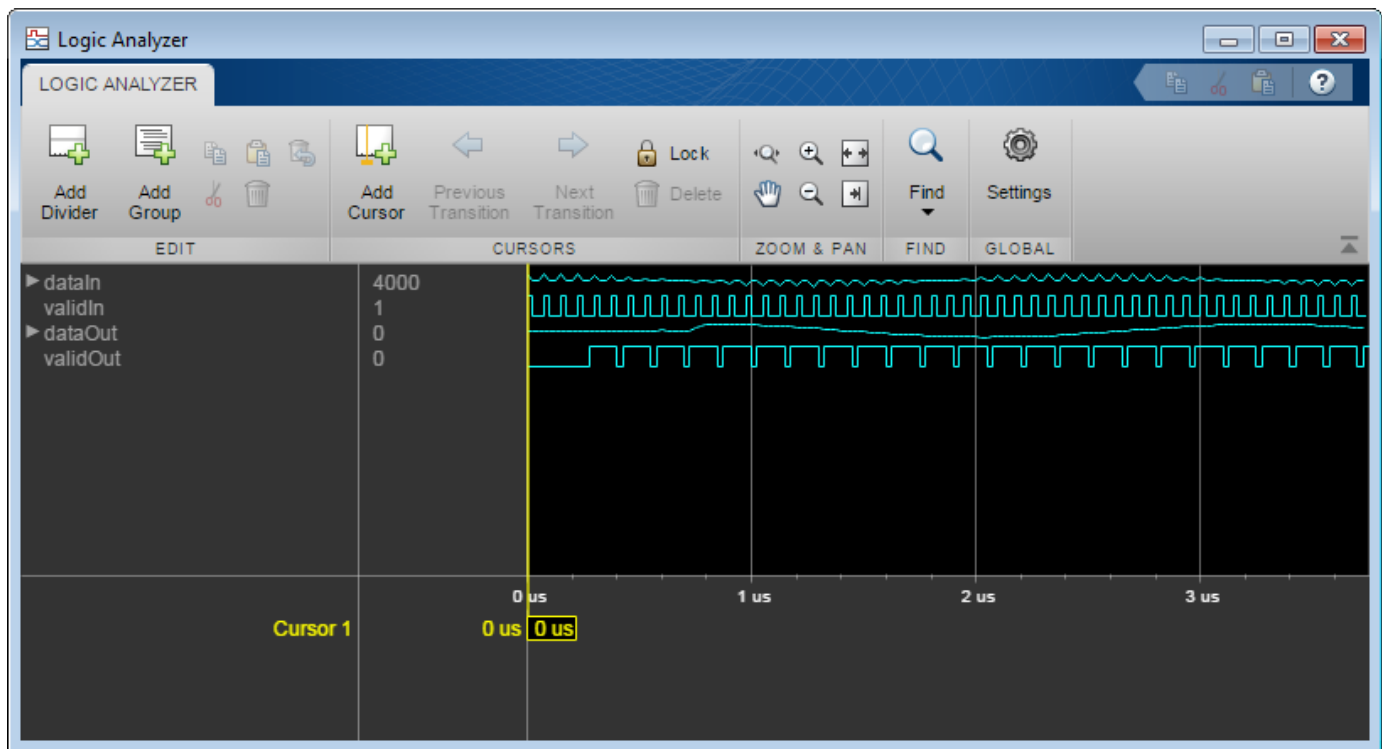 Logic Analyzer
LOGIC ANALYZER
?
Add Divider
Add Group
Add Cursor
Previous Transition
Next Transition
Lock
Delete
Find
Settings
EDIT
CURSORS
ZOOM & PAN
FIND
GLOBAL
dataIn 4000
validIn 1
dataOut 0
validOut 0
0 us 1 us 2 us 3 us
Cursor 1 0 us 0 us